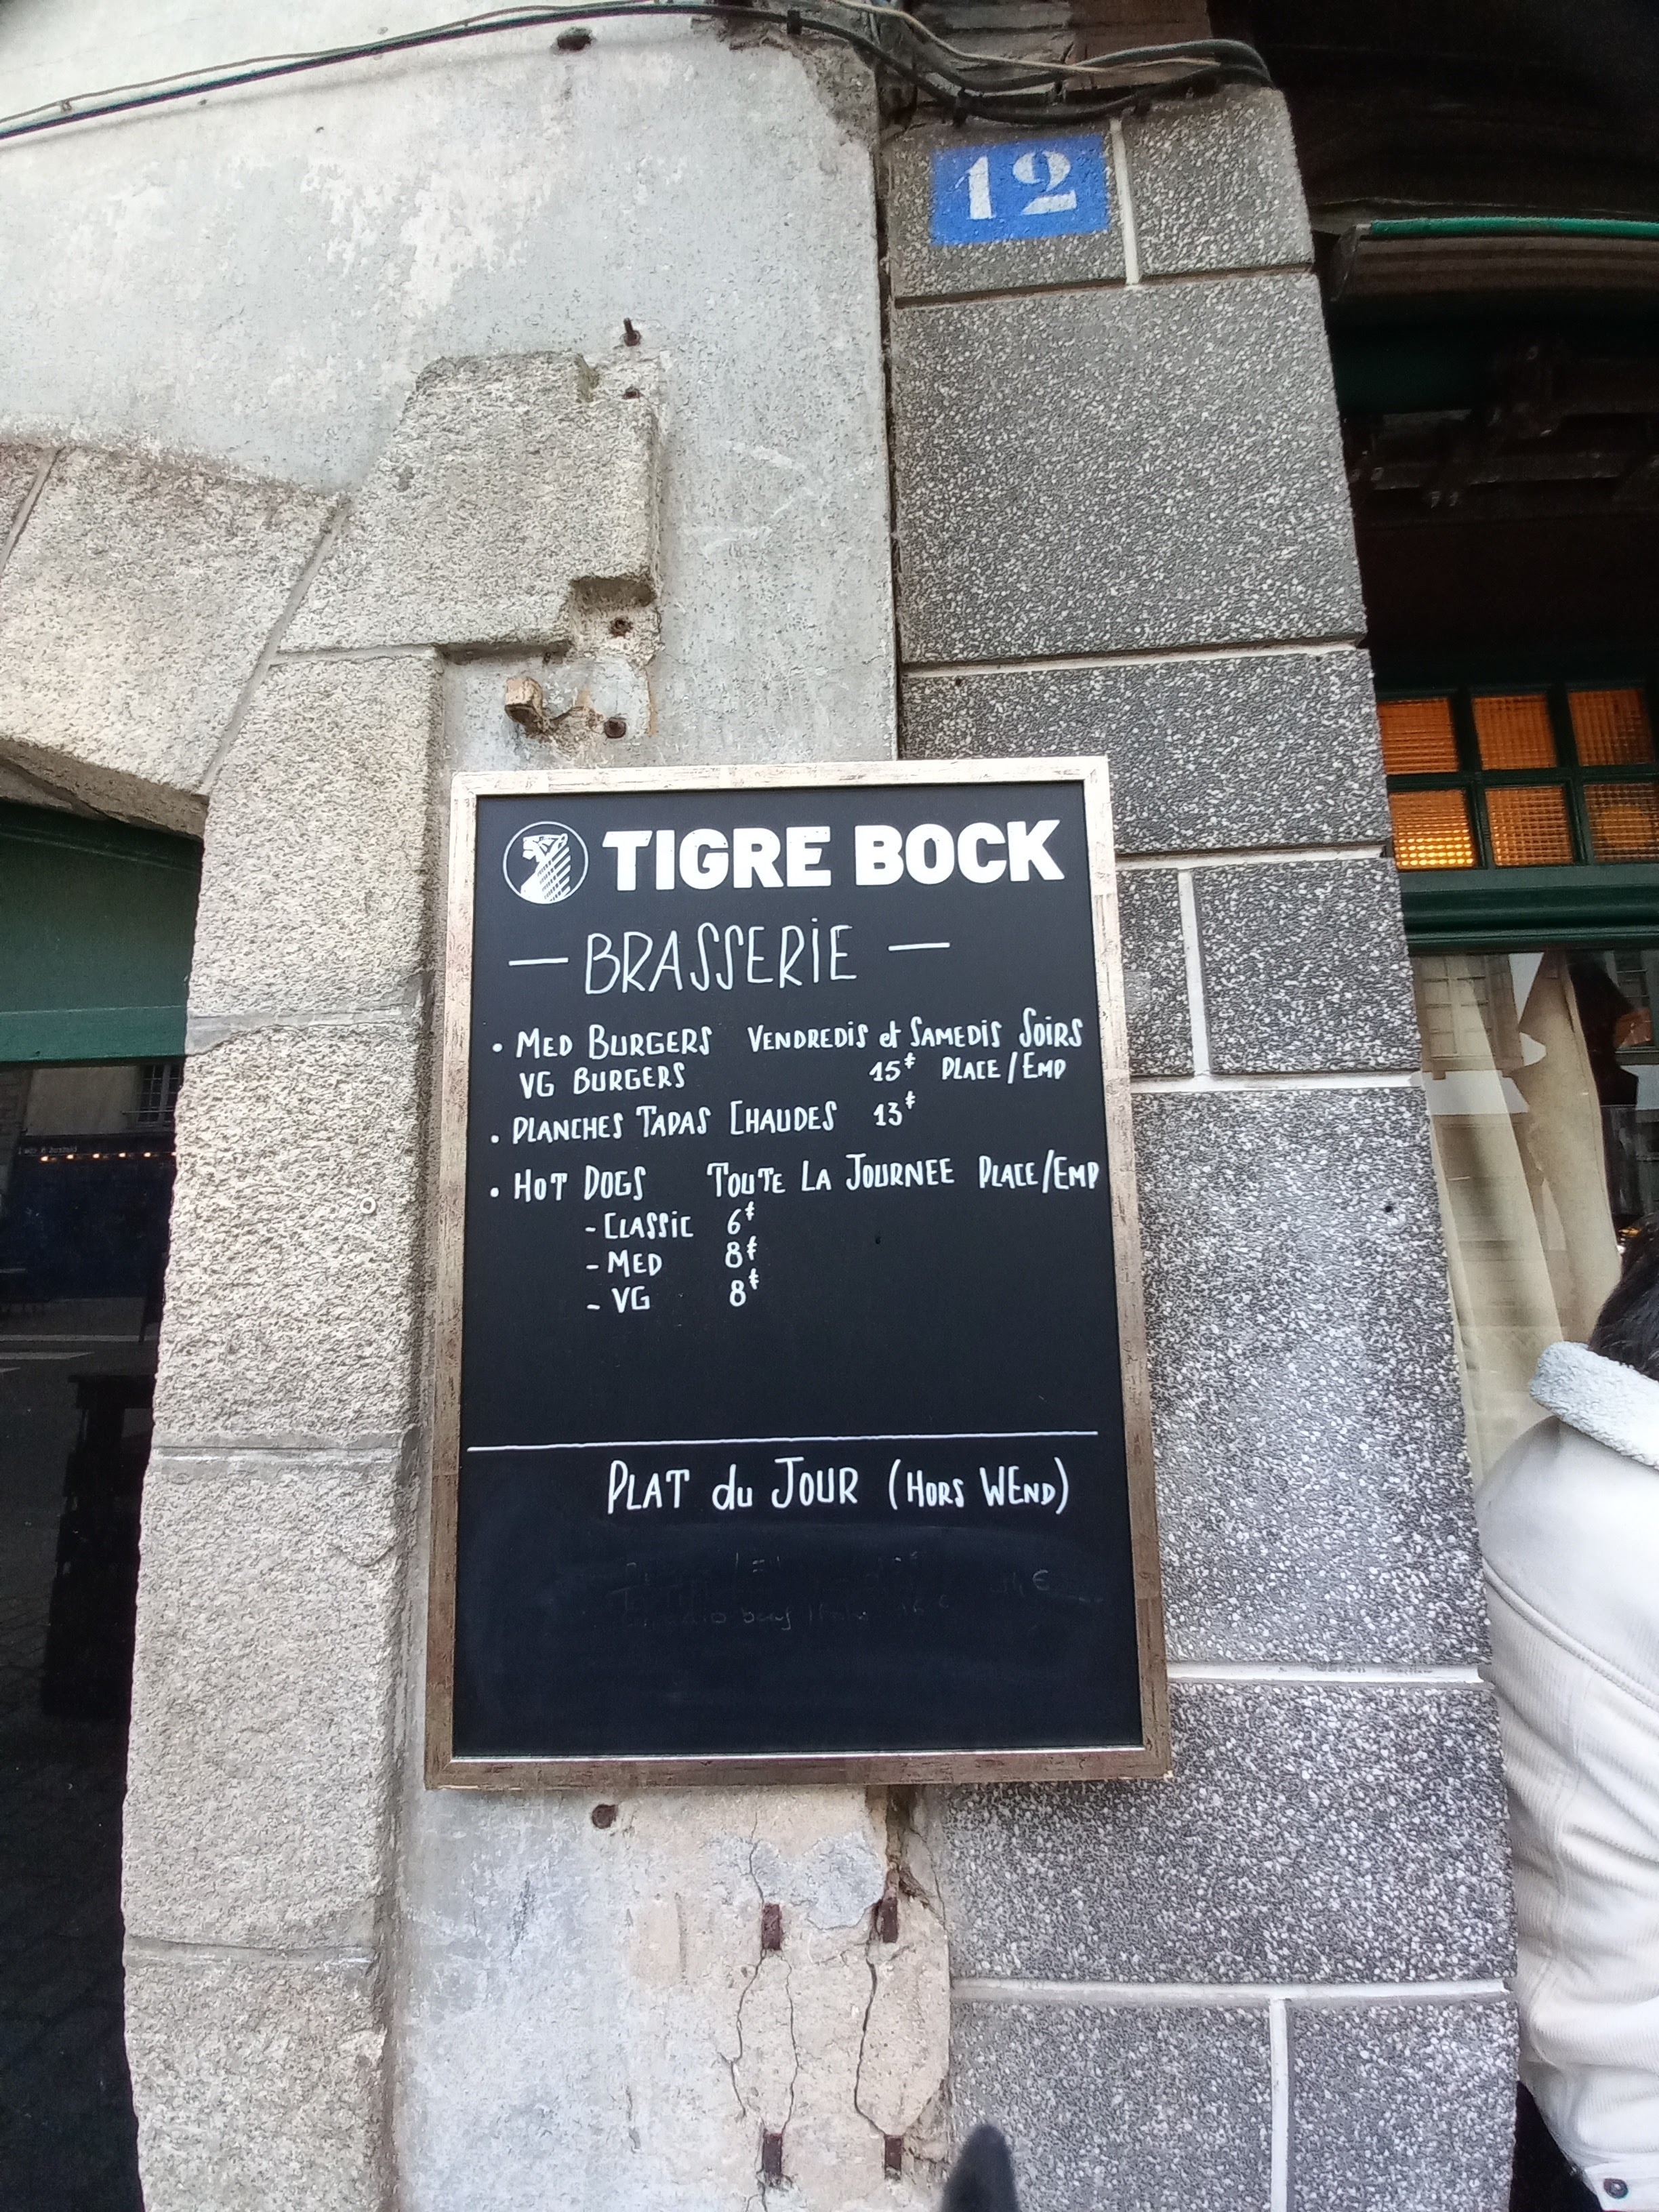 12
TIGRE BOCK
— BRASSERIE —
• MED BURGERS VENDREDIS et SAMEDIS SOIRS
VG BURGERS 15€ PLACE/EMP
• PLANCHES TAPAS CHAUDES 13€
• HOT DOGS TOUTE LA JOURNEE PLACE/EMP
- CLASSIC 6€
- MED 8€
- VG 8€
PLAT du JOUR (HORS WEND)